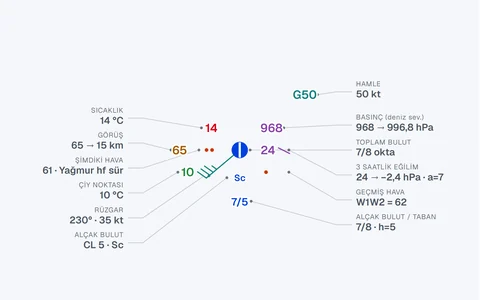 HAMLE
G50
50 kt
SICAKLIK
14 °C
14
968
BASINÇ (deniz sev.)
968 → 996,8 hPa
GÖRÜŞ
65 → 15 km
65
24
TOPLAM BULUT
7/8 okta
ŞİMDİKİ HAVA
61 · Yağmur hf sür
3 SAATLİK EĞİLİM
24 → −2,4 hPa · a=7
ÇİY NOKTASI
10 °C
10
Sc
GEÇMİŞ HAVA
W1W2 = 62
RÜZGAR
230° · 35 kt
7/5
ALÇAK BULUT / TABAN
7/8 · h=5
ALÇAK BULUT
CL 5 · Sc